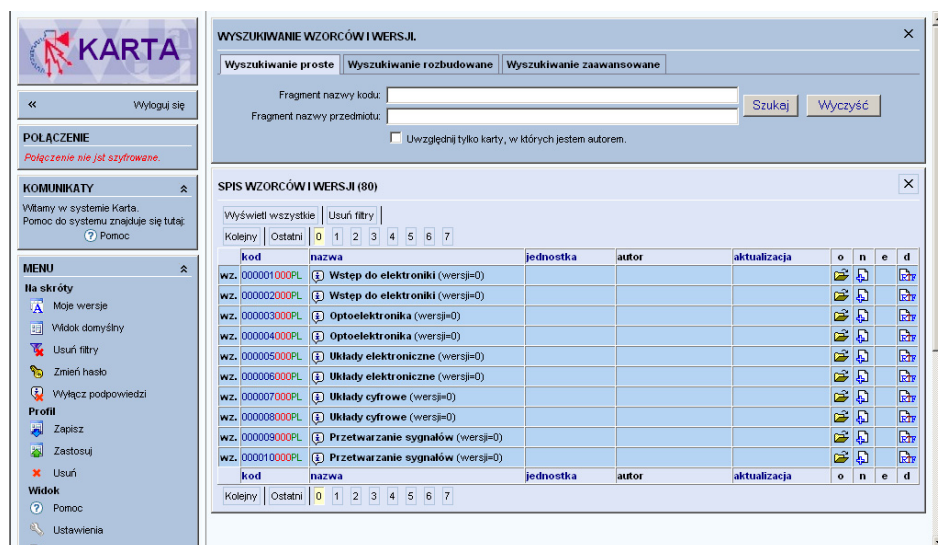 KARTA
« Wyloguj się
POŁĄCZENIE
Połączenie nie jst szyfrowane.
KOMUNIKATY
Witamy w systemie Karta.
Pomoc do systemu znajduje się tutaj:
Pomoc
MENU
Na skróty
Moje wersje
Widok domyślny
Usuń filtry
Zmień hasło
Wyłącz podpowiedzi
Profil
Zapisz
Zastosuj
Usuń
Widok
Pomoc
Ustawienia
WYSZUKIWANIE WZORCÓW I WERSJI.
Wyszukiwanie proste Wyszukiwanie rozbudowane Wyszukiwanie zaawansowane
Fragment nazwy kodu:
Fragment nazwy przedmiotu:
Szukaj Wyczyść
Uwzględnij tylko karty, w których jestem autorem.
SPIS WZORCÓW I WERSJI (80)
Wyświetl wszystkie Usuń filtry
Kolejny Ostatni 0 1 2 3 4 5 6 7
kod nazwa jednostka autor aktualizacja o n e d
wz. 000001000PL Wstęp do elektroniki (wersji=0)
wz. 000002000PL Wstęp do elektroniki (wersji=0)
wz. 000003000PL Optoelektronika (wersji=0)
wz. 000004000PL Optoelektronika (wersji=0)
wz. 000005000PL Układy elektroniczne (wersji=0)
wz. 000006000PL Układy elektroniczne (wersji=0)
wz. 000007000PL Układy cyfrowe (wersji=0)
wz. 000008000PL Układy cyfrowe (wersji=0)
wz. 000009000PL Przetwarzanie sygnałów (wersji=0)
wz. 000010000PL Przetwarzanie sygnałów (wersji=0)
kod nazwa jednostka autor aktualizacja o n e d
Kolejny Ostatni 0 1 2 3 4 5 6 7